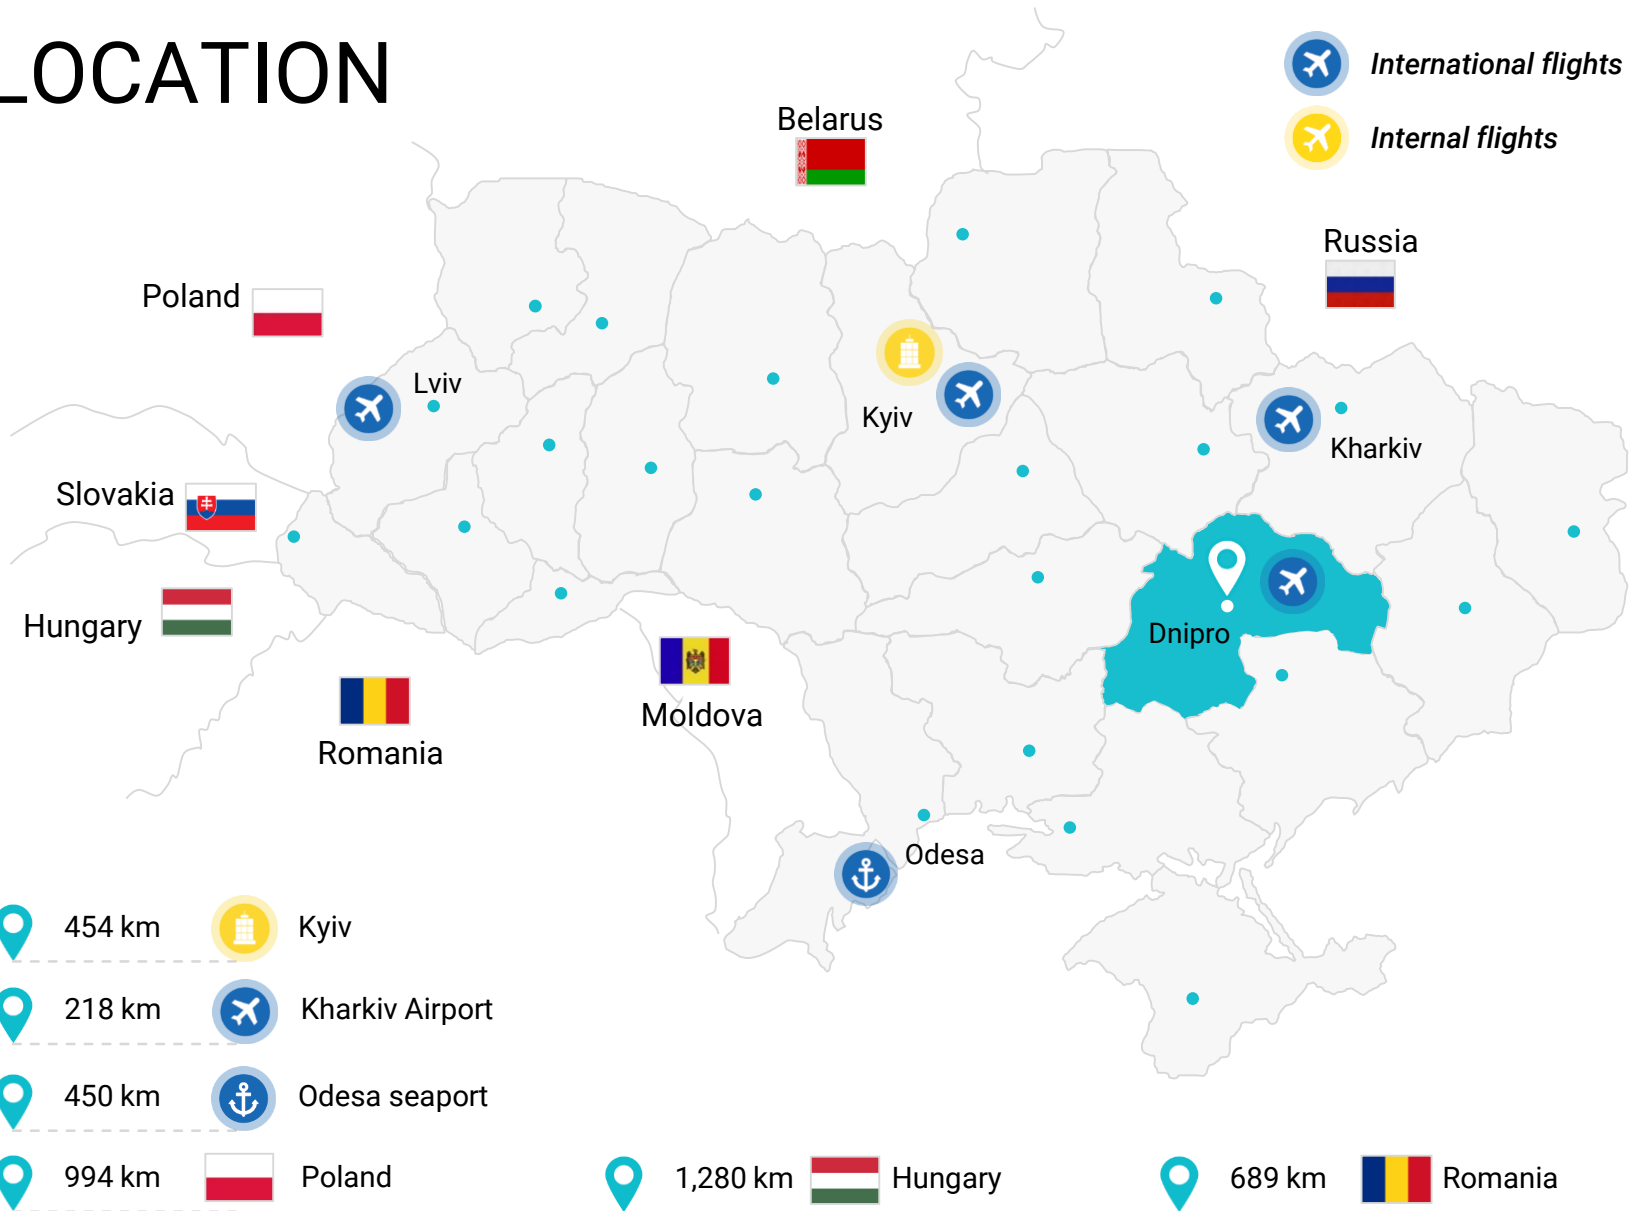 LOCATION
International flights
Internal flights
Belarus
Russia
Poland
Lviv
Kyiv
Kharkiv
Slovakia
Hungary
Dnipro
Moldova
Romania
Odesa
454 km Kyiv
218 km Kharkiv Airport
450 km Odesa seaport
994 km Poland
1,280 km Hungary
689 km Romania